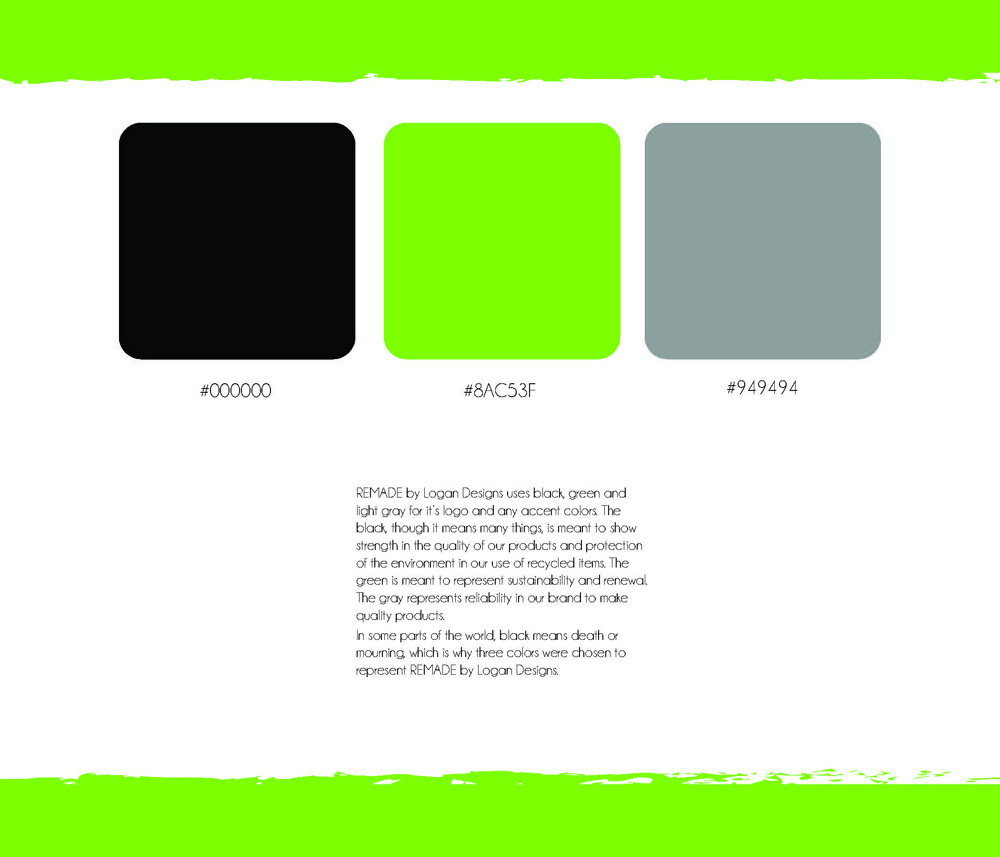 #000000
#8AC53F
#949494
REMADE by Logan Designs uses black, green and
light gray for it's logo and any accent colors. The
black, though it means many things, is meant to show
strength in the quality of our products and protection
of the environment in our use of recycled items. The
green is meant to represent sustainability and renewal.
The gray represents reliability in our brand to make
quality products.
In some parts of the world, black means death or
mourning, which is why three colors were chosen to
represent REMADE by Logan Designs.